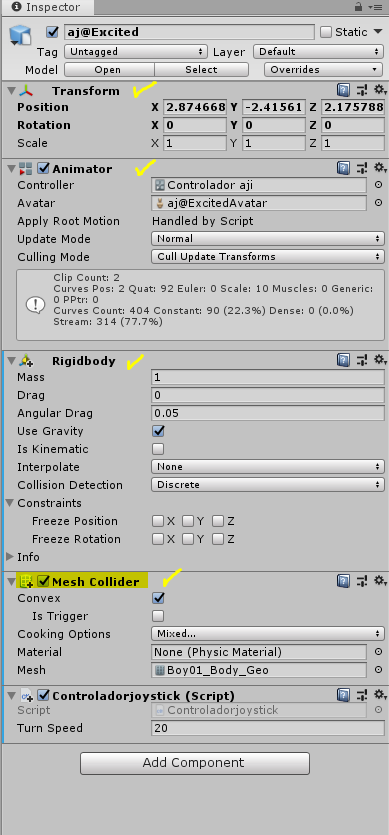 Inspector
aj@Excited Static
Tag Untagged Layer Default
Model Open Select Overrides
Transform
Position X 2.874668 Y -2.41561 Z 2.175788
Rotation X 0 Y 0 Z 0
Scale X 1 Y 1 Z 1
Animator
Controller Controlador aji
Avatar aj@ExcitedAvatar
Apply Root Motion Handled by Script
Update Mode Normal
Culling Mode Cull Update Transforms
Clip Count: 2
Curves Pos: 2 Quat: 92 Euler: 0 Scale: 10 Muscles: 0 Generic:
0 PPtr: 0
Curves Count: 404 Constant: 90 (22.3%) Dense: 0 (0.0%)
Stream: 314 (77.7%)
Rigidbody
Mass 1
Drag 0
Angular Drag 0.05
Use Gravity
Is Kinematic
Interpolate None
Collision Detection Discrete
Constraints
Freeze Position X Y Z
Freeze Rotation X Y Z
Info
Mesh Collider
Convex
Is Trigger
Cooking Options Mixed...
Material None (Physic Material)
Mesh Boy01_Body_Geo
Controladorjoystick (Script)
Script Controladorjoystick
Turn Speed 20
Add Component